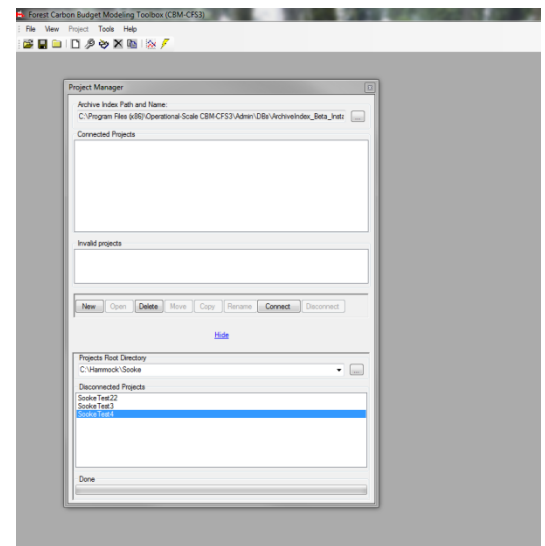 Forest Carbon Budget Modeling Toolbox (CBM-CFS3)
File View Project Tools Help
Project Manager
Archive Index Path and Name:
C:\Program Files (x86)\Operational-Scale CBM-CFS3\Admin\DBs\ArchiveIndex_Beta_Insta
...
Connected Projects
Invalid projects
New Open Delete Move Copy Rename Connect Disconnect
Hide
Projects Root Directory
C:\Hammock\Sooke
...
Disconnected Projects
SookeTest22
SookeTest3
SookeTest4
Done